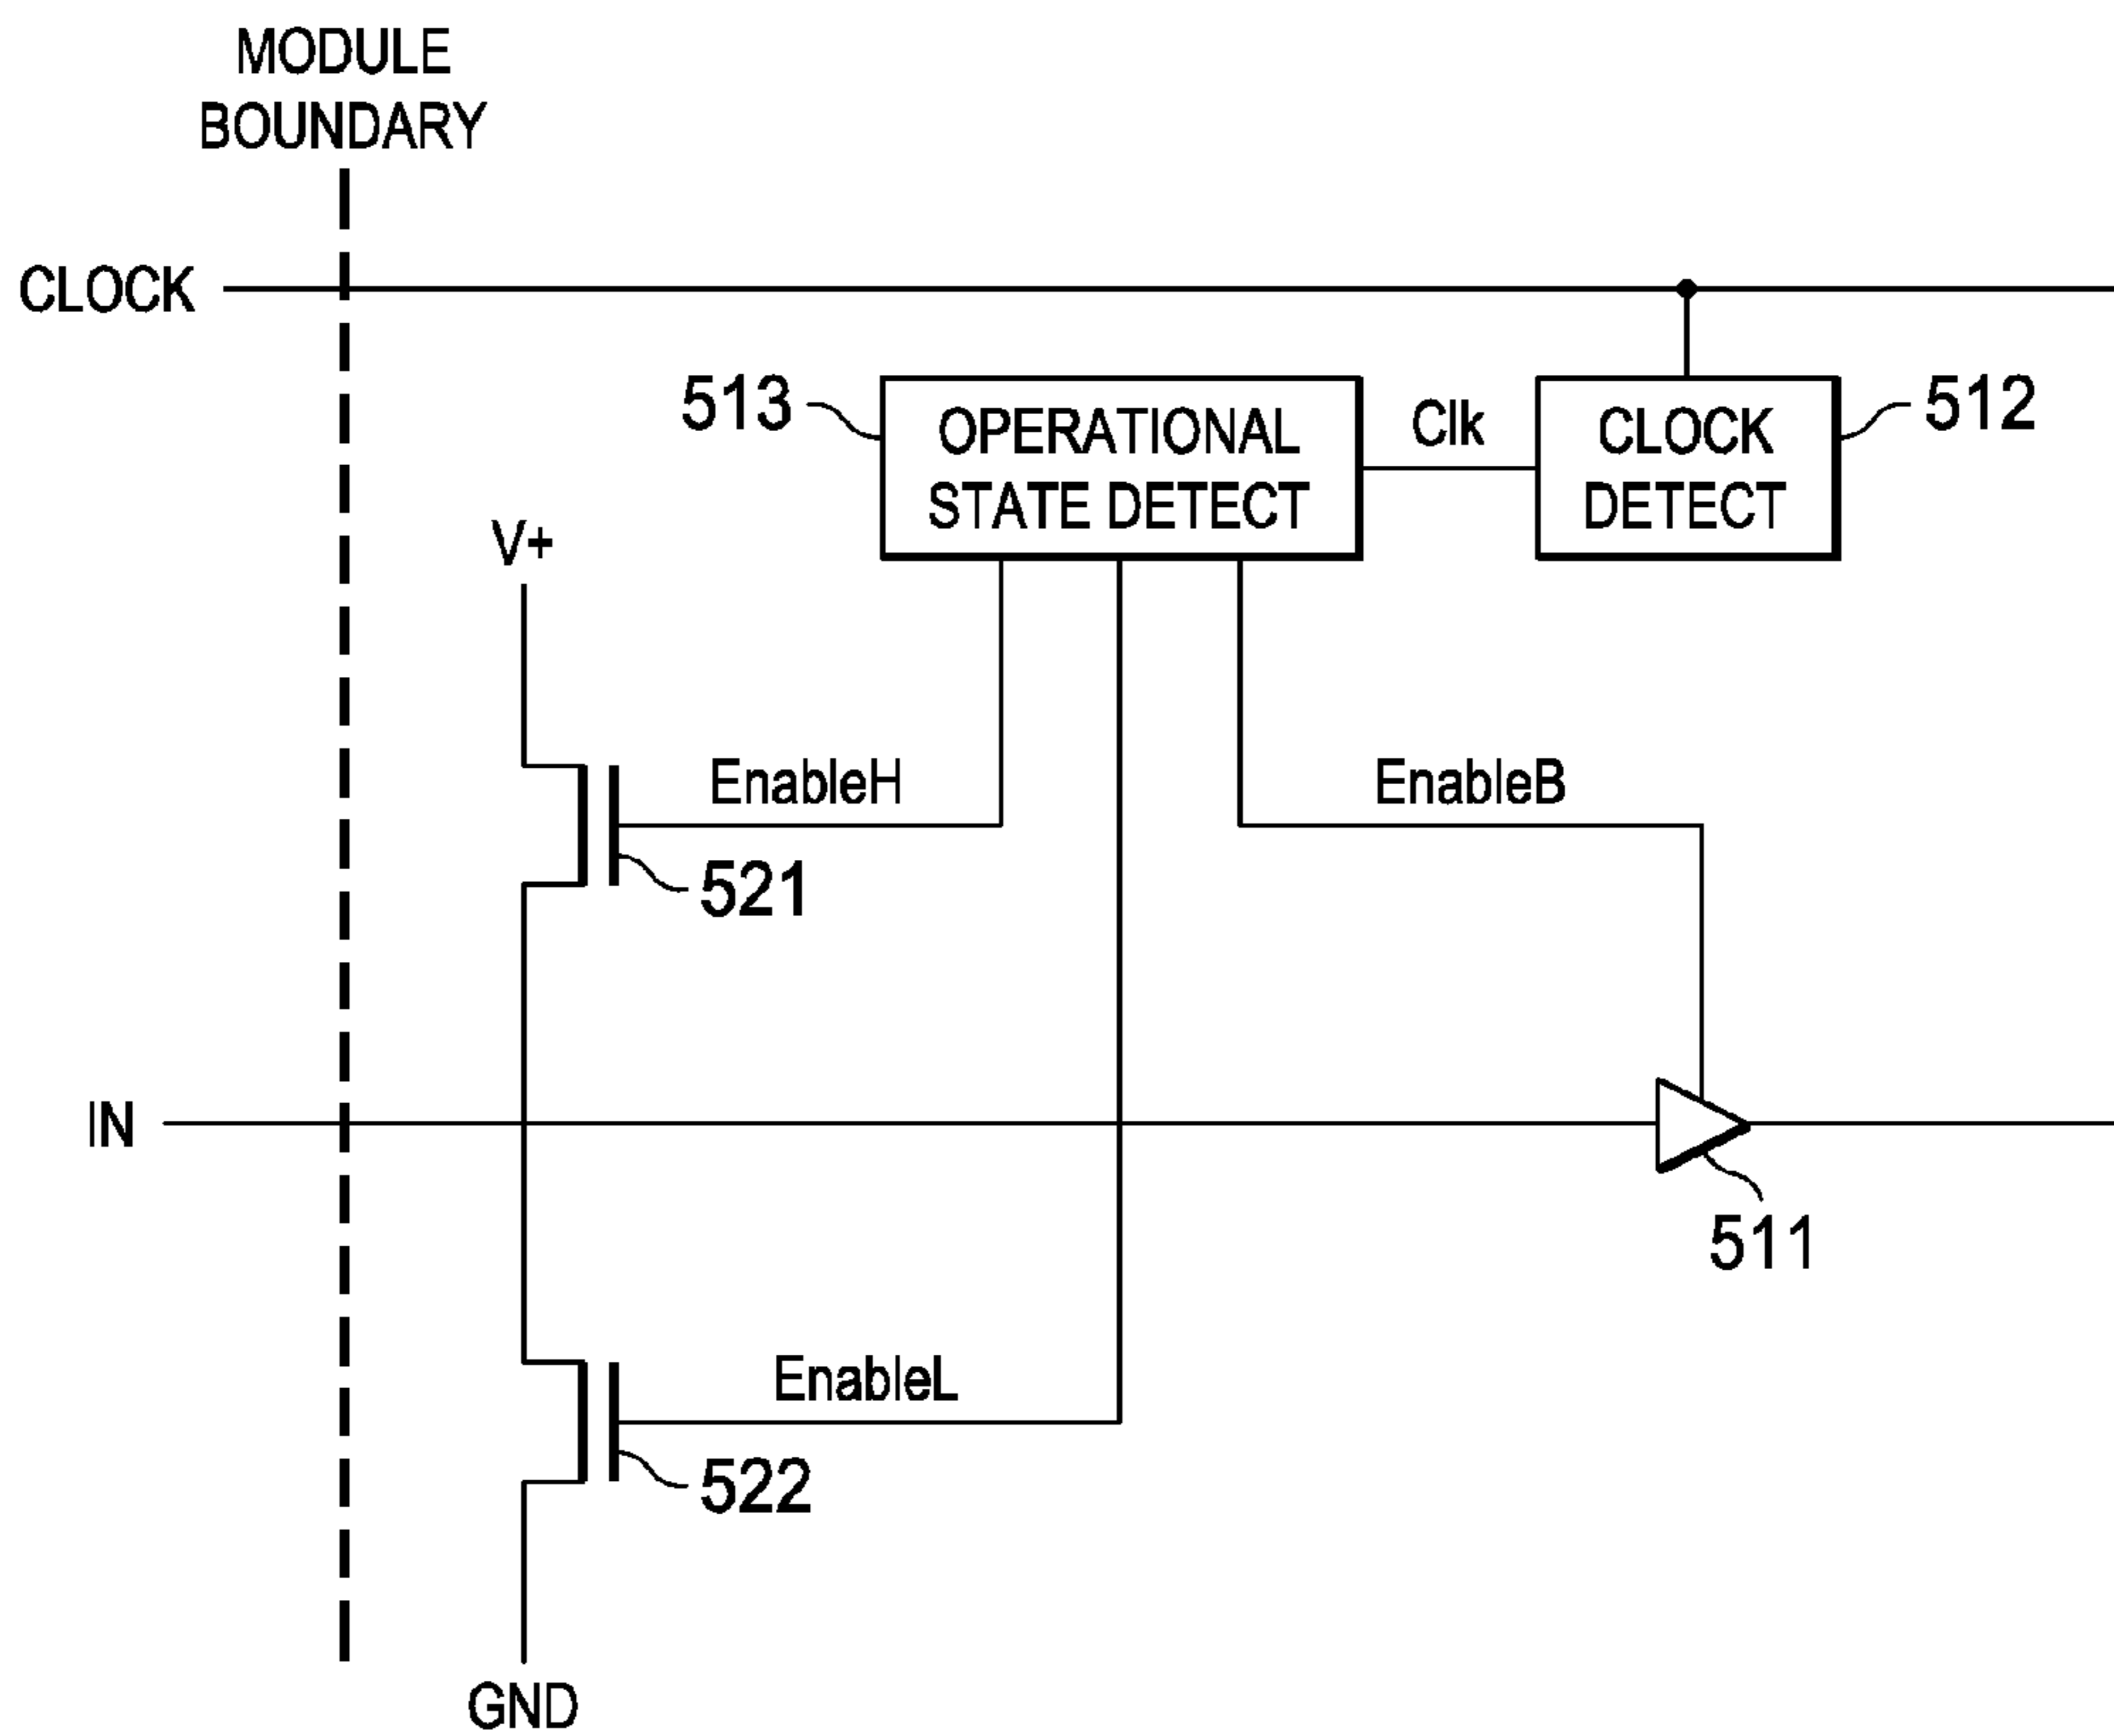 MODULE
BOUNDARY
CLOCK
513
OPERATIONAL
STATE DETECT
Clk
CLOCK
DETECT
512
V+
EnableH
EnableB
521
IN
511
EnableL
522
GND